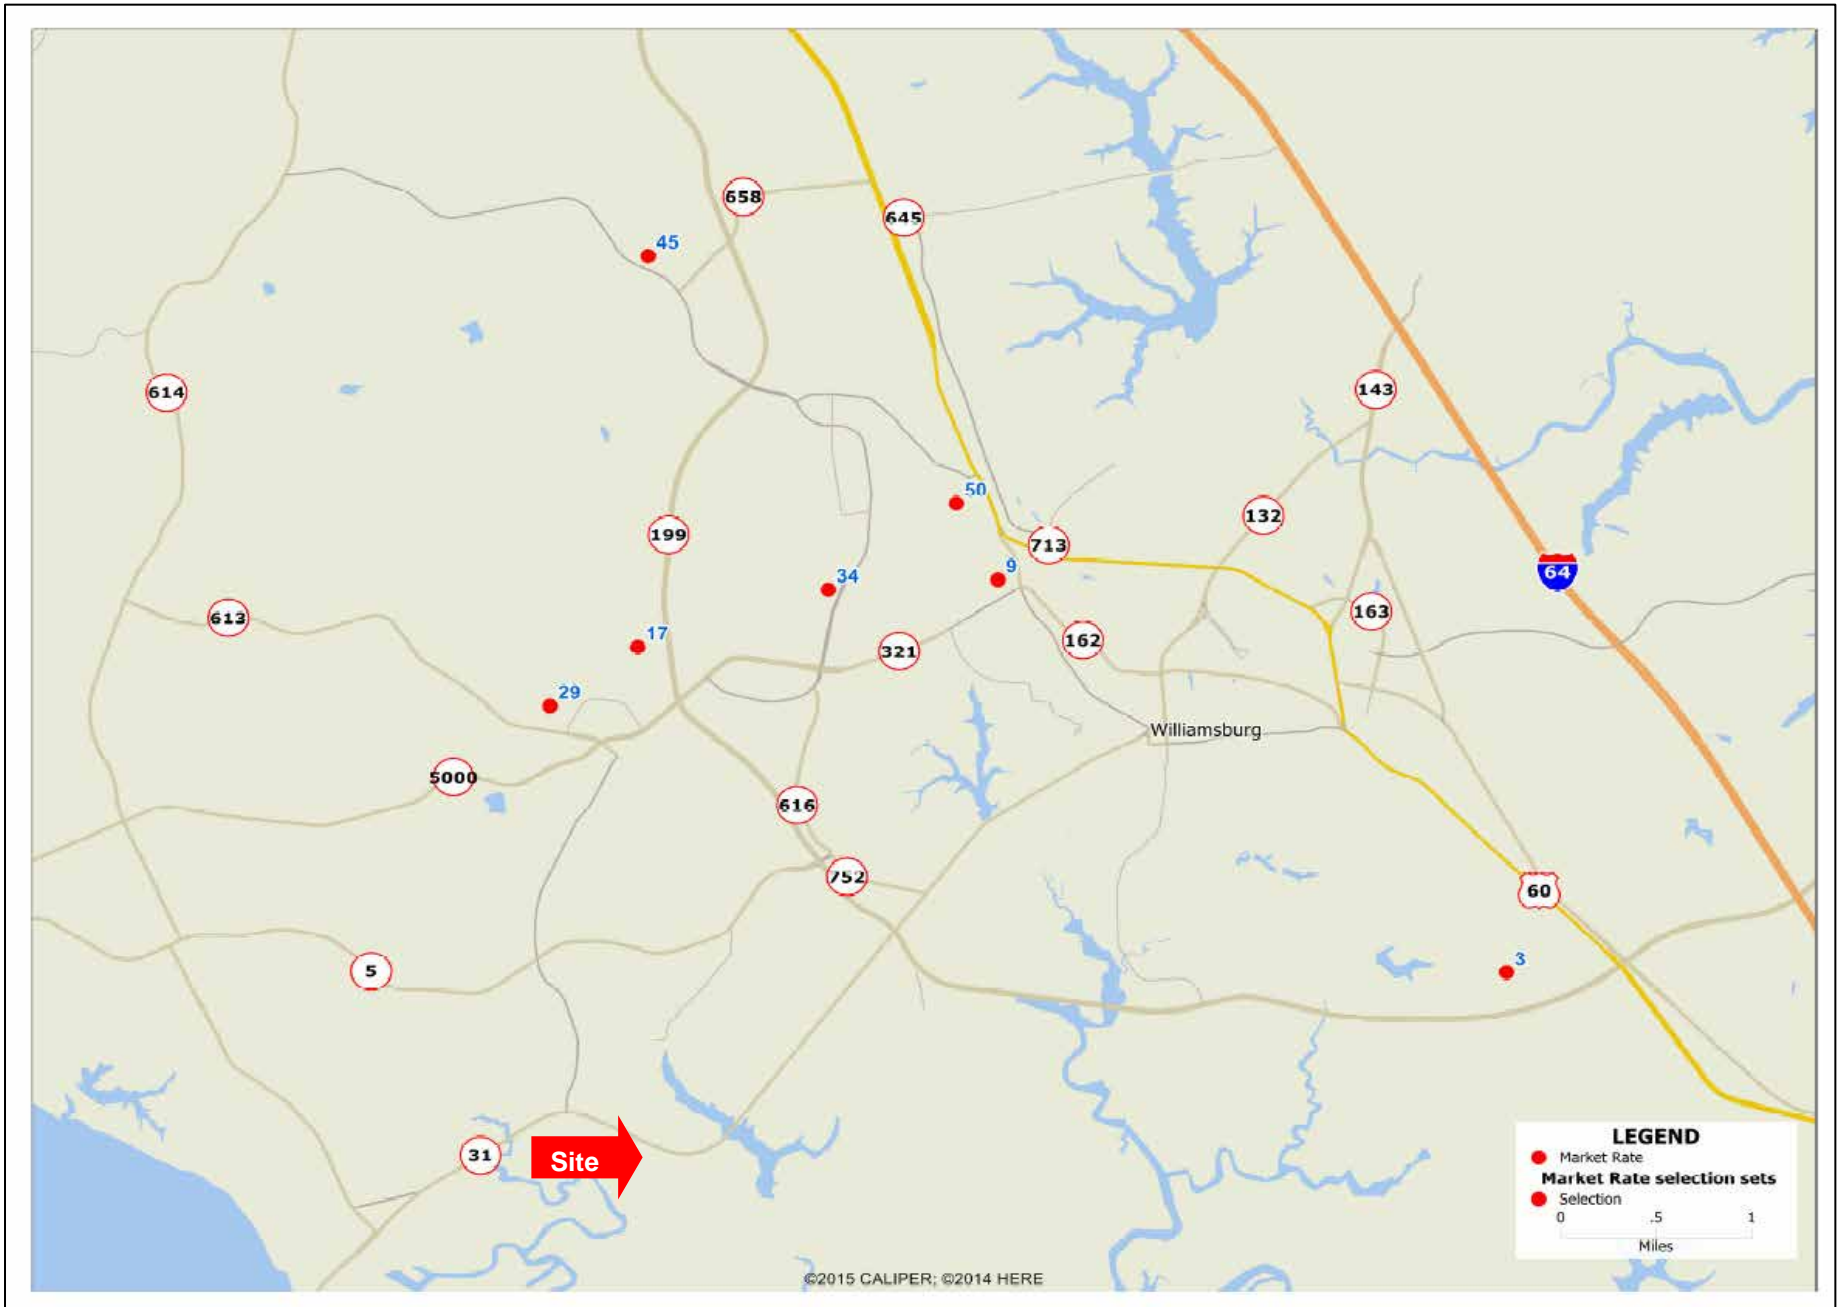 658
645
45
614
143
50
132
199
713
64
34
9
613
163
17
321
162
29
Williamsburg
5000
616
752
60
5
3
31
Site
LEGEND
Market Rate
Market Rate selection sets
Selection
0 .5 1
Miles
©2015 CALIPER; ©2014 HERE